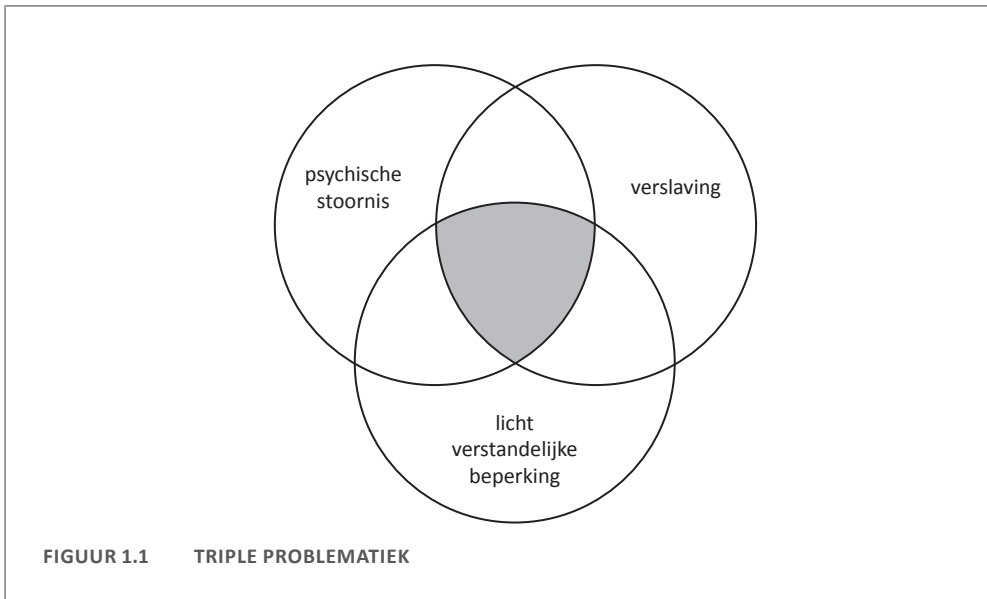 psychische
stoornis
verslaving
licht
verstandelijke
beperking
FIGUUR 1.1 TRIPLE PROBLEMATIEK